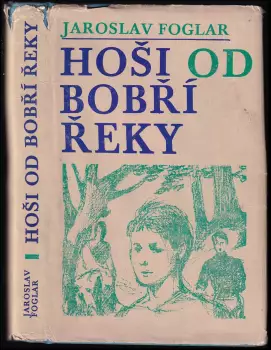 JAROSLAV FOGLAR
HOŠI OD
BOBŘÍ
ŘEKY
JAROSLAV
FOGLAR
HOŠI OD BOBŘÍ ŘEKY